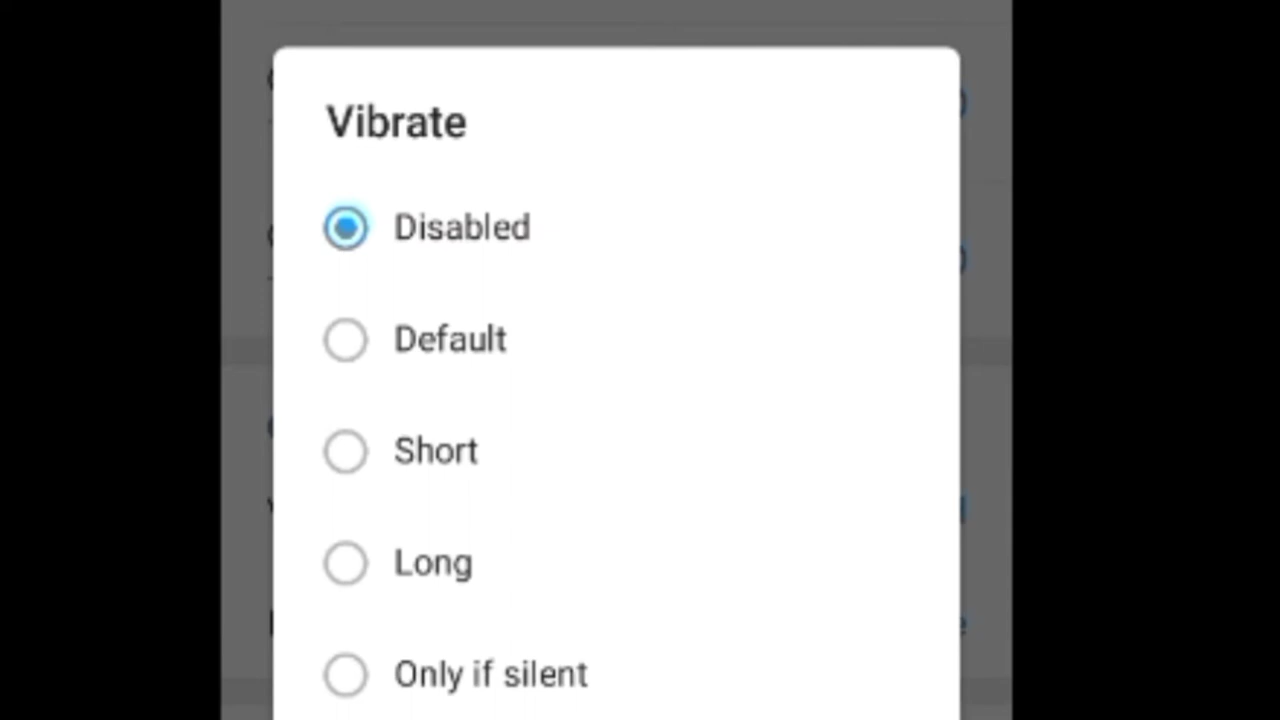 Vibrate
Disabled
Default
Short
Long
Only if silent